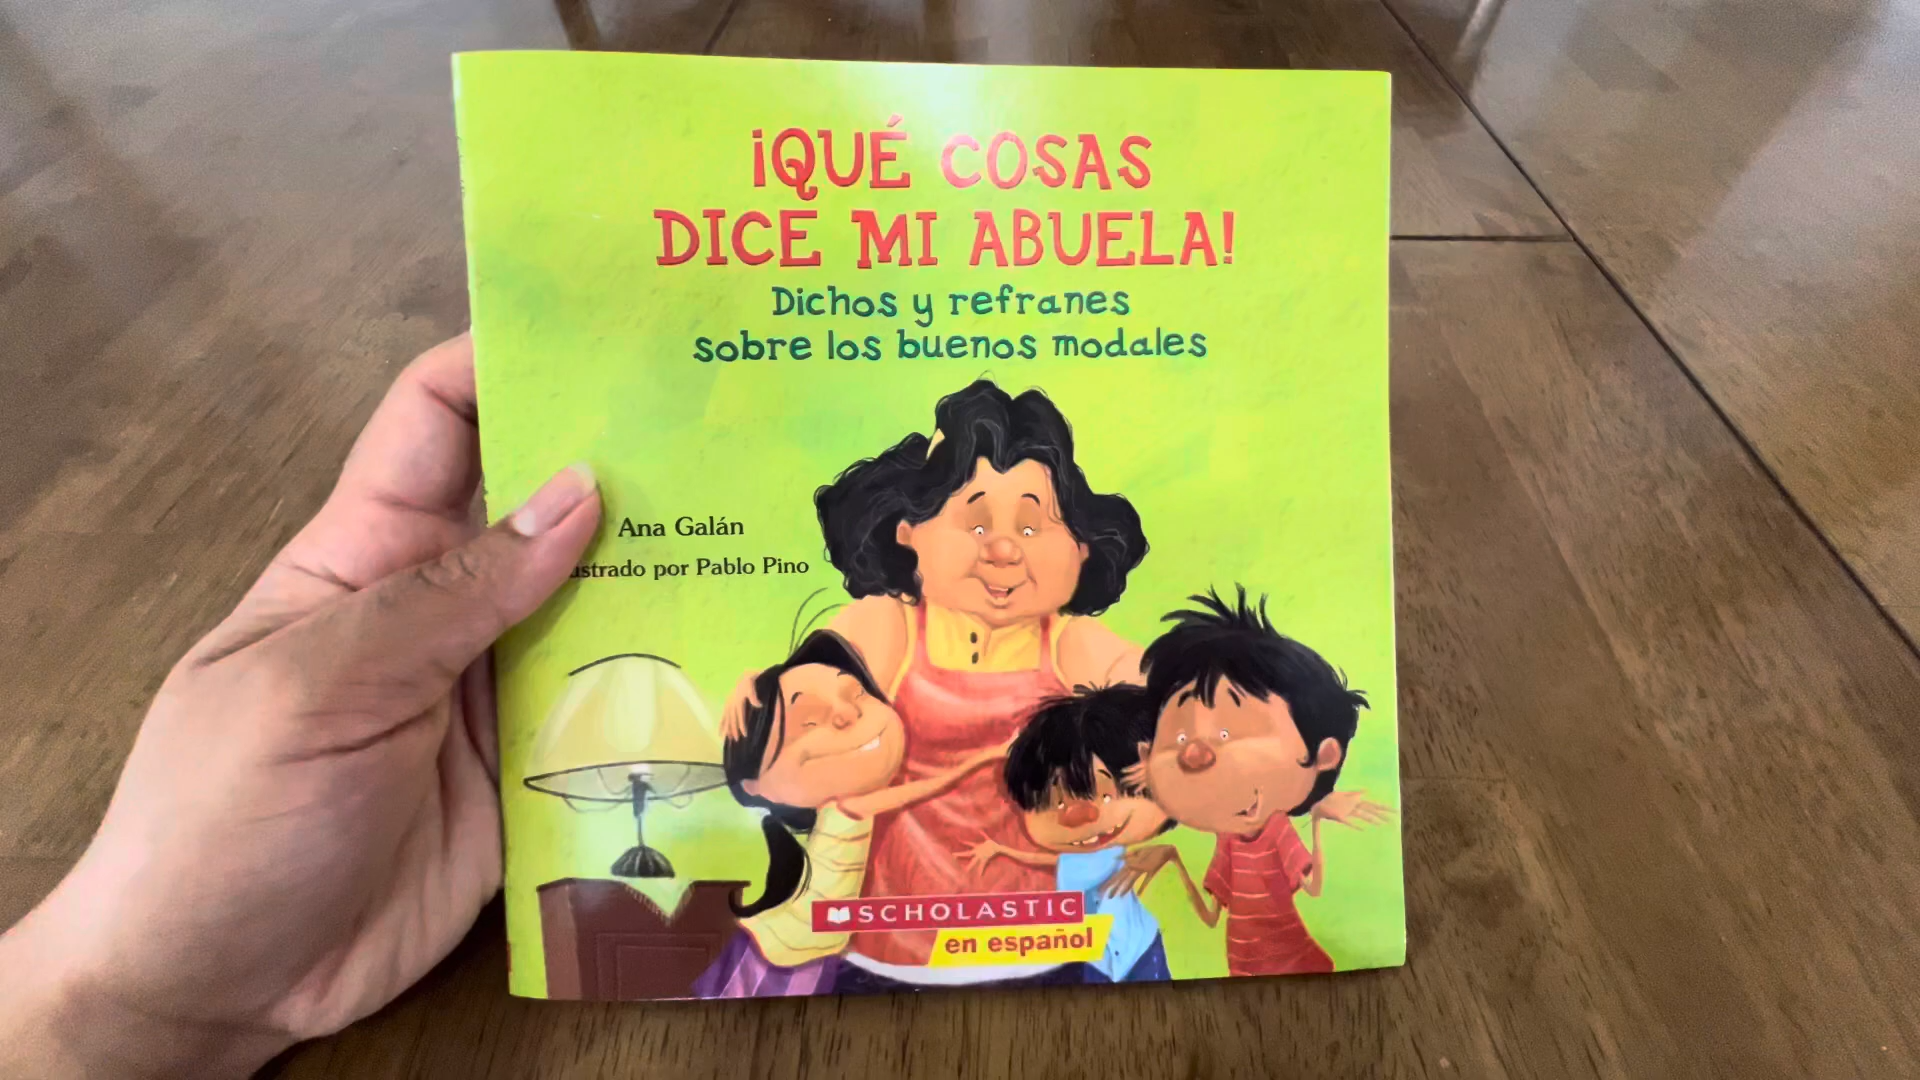 ¡QUÉ COSAS
DICE MI ABUELA!
Dichos y refranes
sobre los buenos modales
Ana Galán
por Pablo Pino
SCHOLASTIC
en español